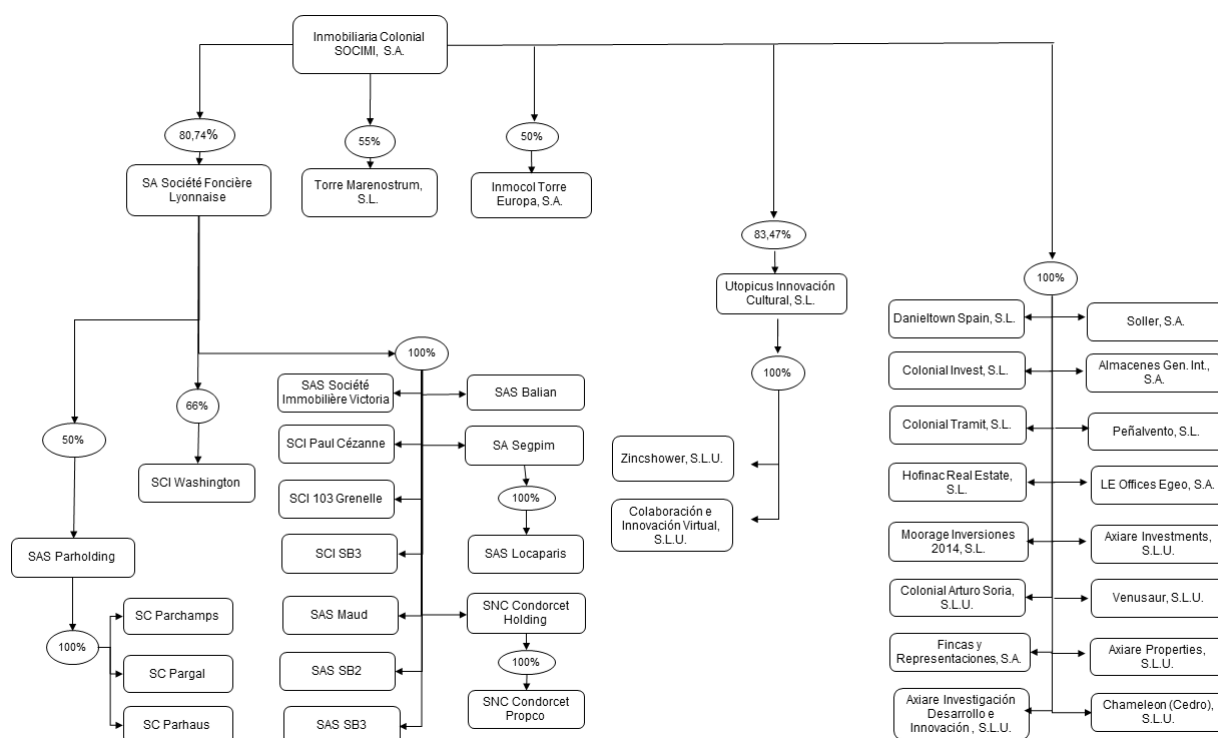 Inmobiliaria Colonial
SOCIMI, S.A.
80,74%
55%
50%
SA Société Foncière
Lyonnaise
Torre Marenostrum,
S.L.
Inmocol Torre
Europa, S.A.
83,47%
100%
Utopicus Innovación
Cultural, S.L.
Danieltown Spain, S.L.
Soller, S.A.
100%
100%
Colonial Invest, S.L.
Almacenes Gen. Int.,
S.A.
SAS Société
Immobilière Victoria
SAS Balian
66%
50%
SCI Paul Cézanne
SA Segpim
Colonial Tramit, S.L.
Peñalvento, S.L.
Zincshower, S.L.U.
SCI Washington
SCI 103 Grenelle
100%
Hofinac Real Estate,
S.L.
LE Offices Egeo, S.A.
Colaboración e
Innovación Virtual,
S.L.U.
SAS Parholding
SCI SB3
SAS Locaparis
Moorage Inversiones
2014, S.L.
Axiare Investments,
S.L.U.
SC Parchamps
SAS Maud
SNC Condorcet
Holding
Colonial Arturo Soria,
S.L.U.
Venusaur, S.L.U.
100%
SC Pargal
SAS SB2
100%
Fincas y
Representaciones, S.A.
Axiare Properties,
S.L.U.
SC Parhaus
SAS SB3
SNC Condorcet
Propco
Axiare Investigación
Desarrollo e
Innovación , S.L.U.
Chameleon (Cedro),
S.L.U.